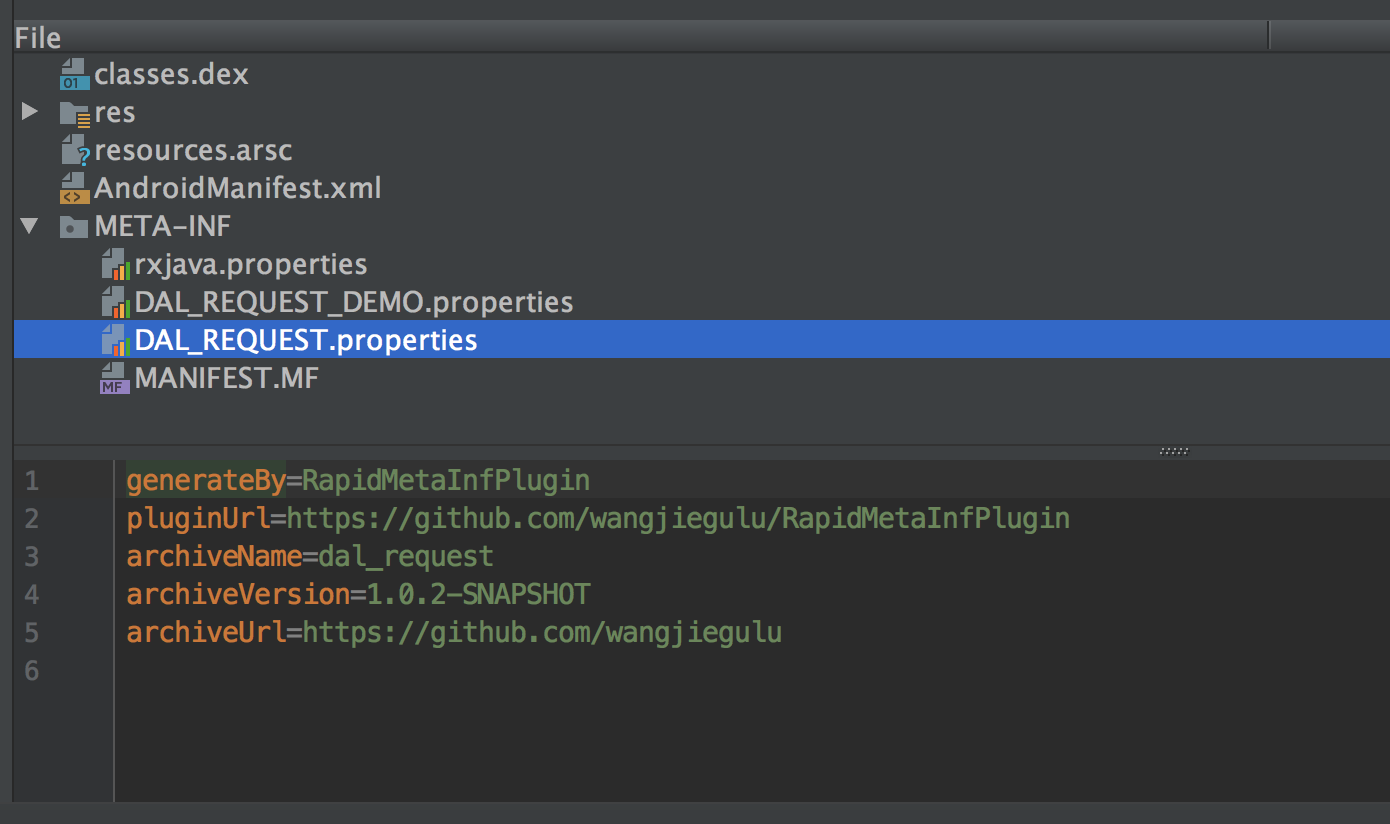 File
classes.dex
res
resources.arsc
AndroidManifest.xml
META-INF
rxjava.properties
DAL_REQUEST_DEMO.properties
DAL_REQUEST.properties
MANIFEST.MF
1 generateBy=RapidMetaInfPlugin
2 pluginUrl=https://github.com/wangjiegulu/RapidMetaInfPlugin
3 archiveName=dal_request
4 archiveVersion=1.0.2-SNAPSHOT
5 archiveUrl=https://github.com/wangjiegulu
6